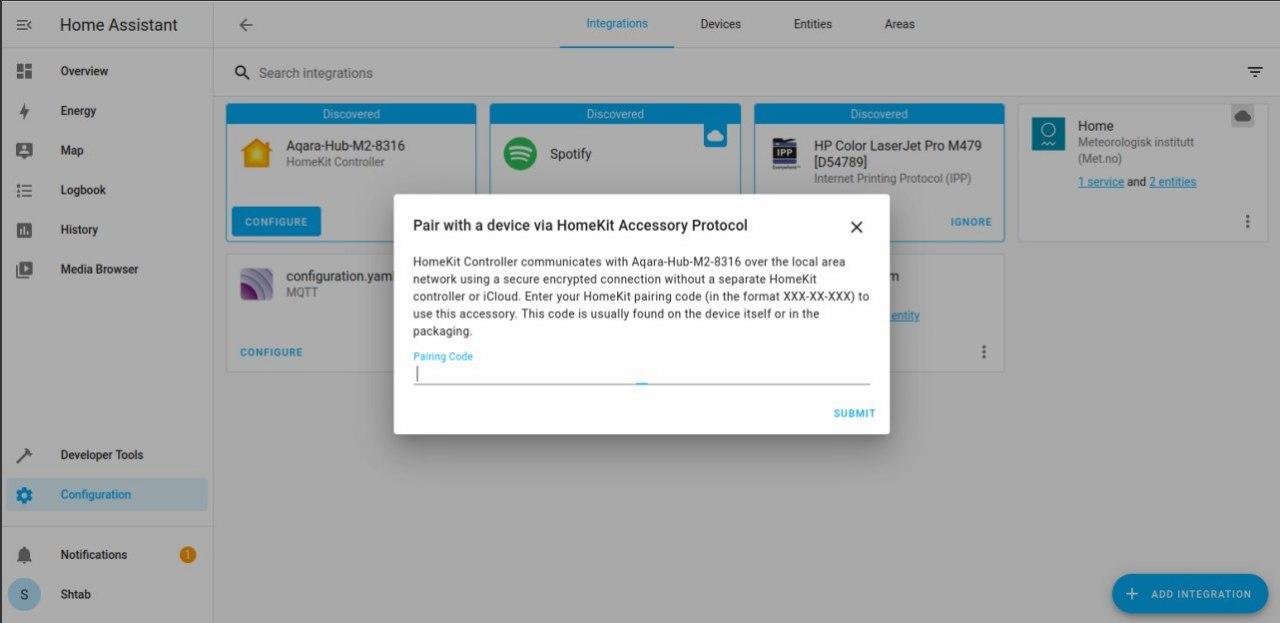 Home Assistant
Integrations
Devices
Entities
Areas
Overview
Energy
Map
Logbook
History
Media Browser
Developer Tools
Configuration
Notifications
1
S
Shtab
Search integrations
Discovered
Aqara-Hub-M2-8316
HomeKit Controller
CONFIGURE
Discovered
Spotify
Discovered
IPP
HP Color LaserJet Pro M479
[D54789]
Internet Printing Protocol (IPP)
IGNORE
Home
Meteorologisk institutt
(Met.no)
1 service and 2 entities
configuration.yam
MQTT
CONFIGURE
m
entity
Pair with a device via HomeKit Accessory Protocol
HomeKit Controller communicates with Aqara-Hub-M2-8316 over the local area
network using a secure encrypted connection without a separate HomeKit
controller or iCloud. Enter your HomeKit pairing code (in the format XXX-XX-XXX) to
use this accessory. This code is usually found on the device itself or in the
packaging.
Pairing Code
SUBMIT
ADD INTEGRATION